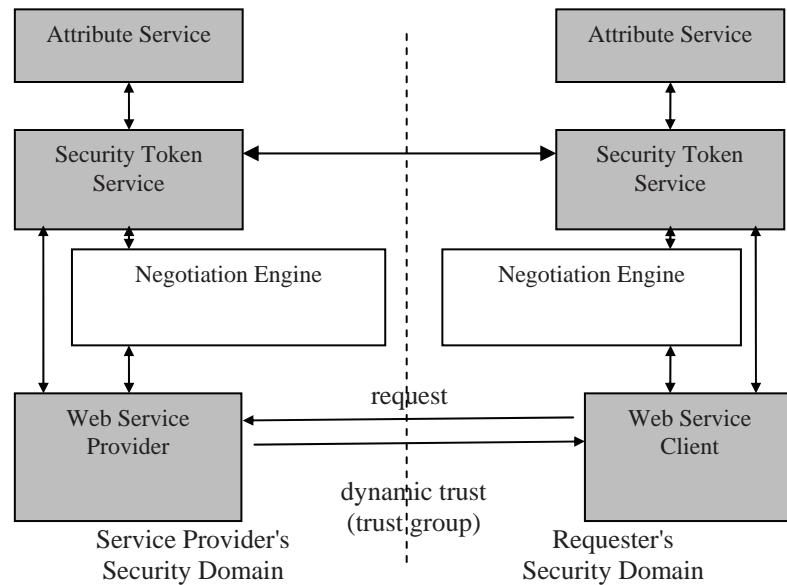 Attribute Service
Attribute Service
Security Token
Service
Security Token
Service
Negotiation Engine
Negotiation Engine
request
Web Service
Provider
Web Service
Client
dynamic trust
(trust group)
Service Provider's
Security Domain
Requester's
Security Domain